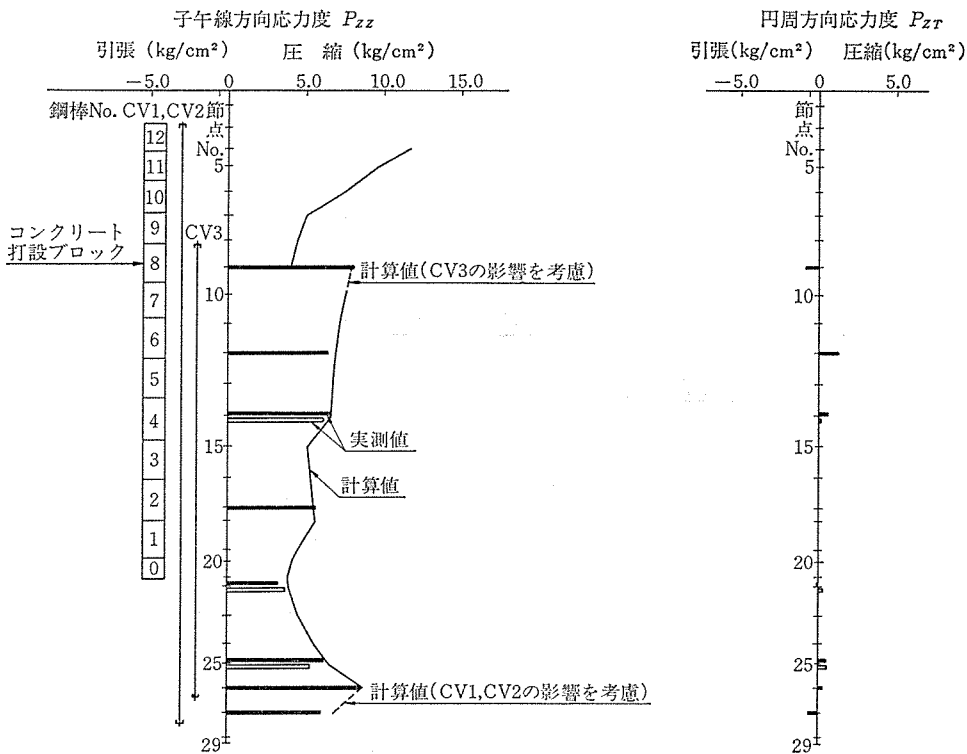 子午線方向応力度 PZZ
引張 (kg/cm²) 圧 縮 (kg/cm²)
−5.0 0 5.0 10.0 15.0
鋼棒No. CV1,CV2 節点No.
12
11
10
9
8
7
6
5
4
3
2
1
0
コンクリート
打設ブロック
CV3
5
10
15
20
25
29
計算値(CV3の影響を考慮)
実測値
計算値
計算値(CV1,CV2の影響を考慮)
円周方向応力度 PZT
引張(kg/cm²) 圧縮(kg/cm²)
−5.0 0 5.0
節点No.
5
10
15
20
25
29